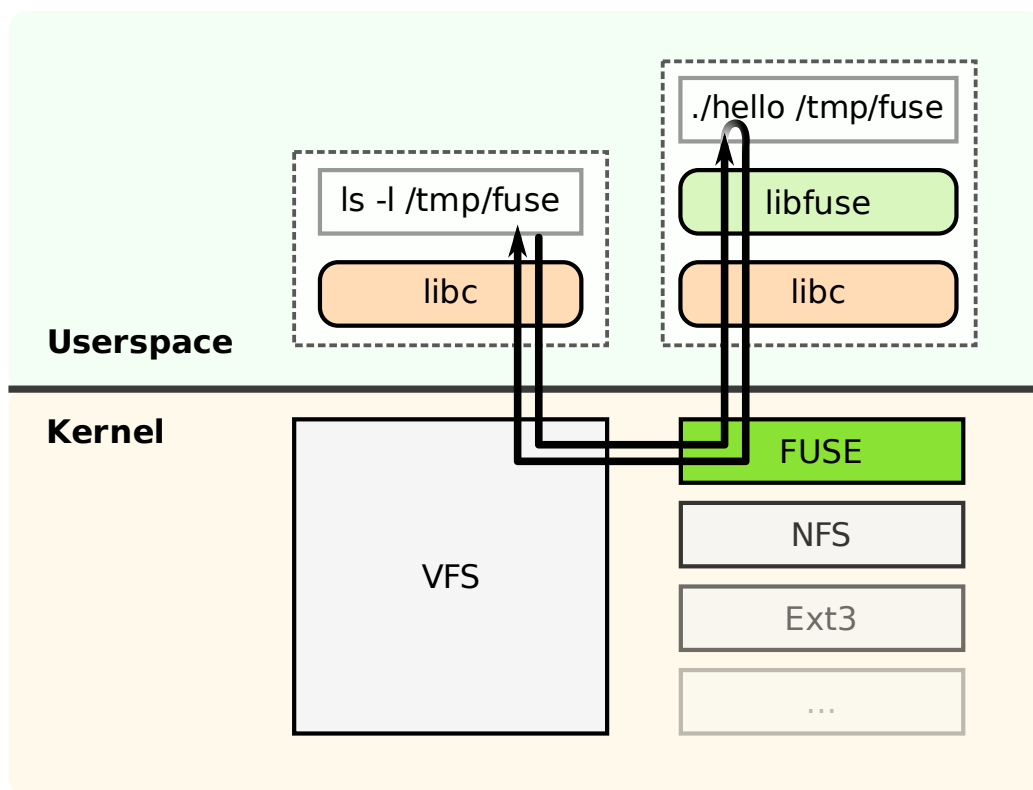 ./hello /tmp/fuse
ls -l /tmp/fuse
libfuse
libc
libc
Userspace
Kernel
FUSE
NFS
VFS
Ext3
...